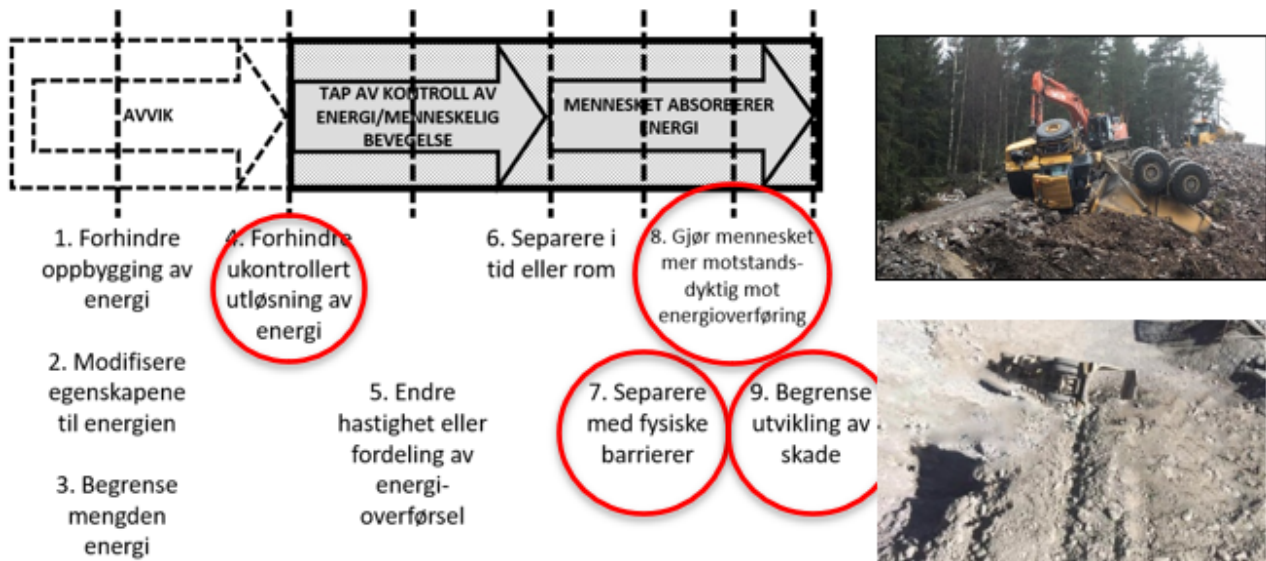 AVVIK
TAP AV KONTROLL AV
ENERGI/MENNESKELIG
BEVEGELSE
MENNESKET ABSORBERER
ENERGI
1. Forhindre
oppbygging av
energi
2. Modifisere
egenskapene
til energien
3. Begrense
mengden
energi
4. Forhindre
ukontrollert
utløsning av
energi
5. Endre
hastighet eller
fordeling av
energi-
overførsel
6. Separere i
tid eller rom
7. Separere
med fysiske
barrierer
8. Gjør mennesket
mer motstands-
dyktig mot
energioverføring
9. Begrense
utvikling av
skade